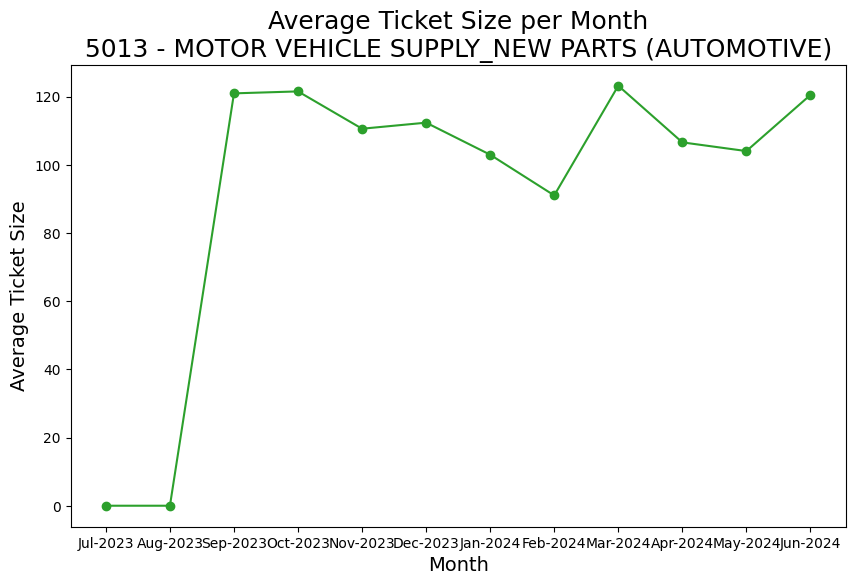 Average Ticket Size per Month
5013 - MOTOR VEHICLE SUPPLY_NEW PARTS (AUTOMOTIVE)
Average Ticket Size
120
100
80
60
40
20
0
Jul-2023 Aug-2023 Sep-2023 Oct-2023 Nov-2023 Dec-2023 Jan-2024 Feb-2024 Mar-2024 Apr-2024 May-2024 Jun-2024
Month